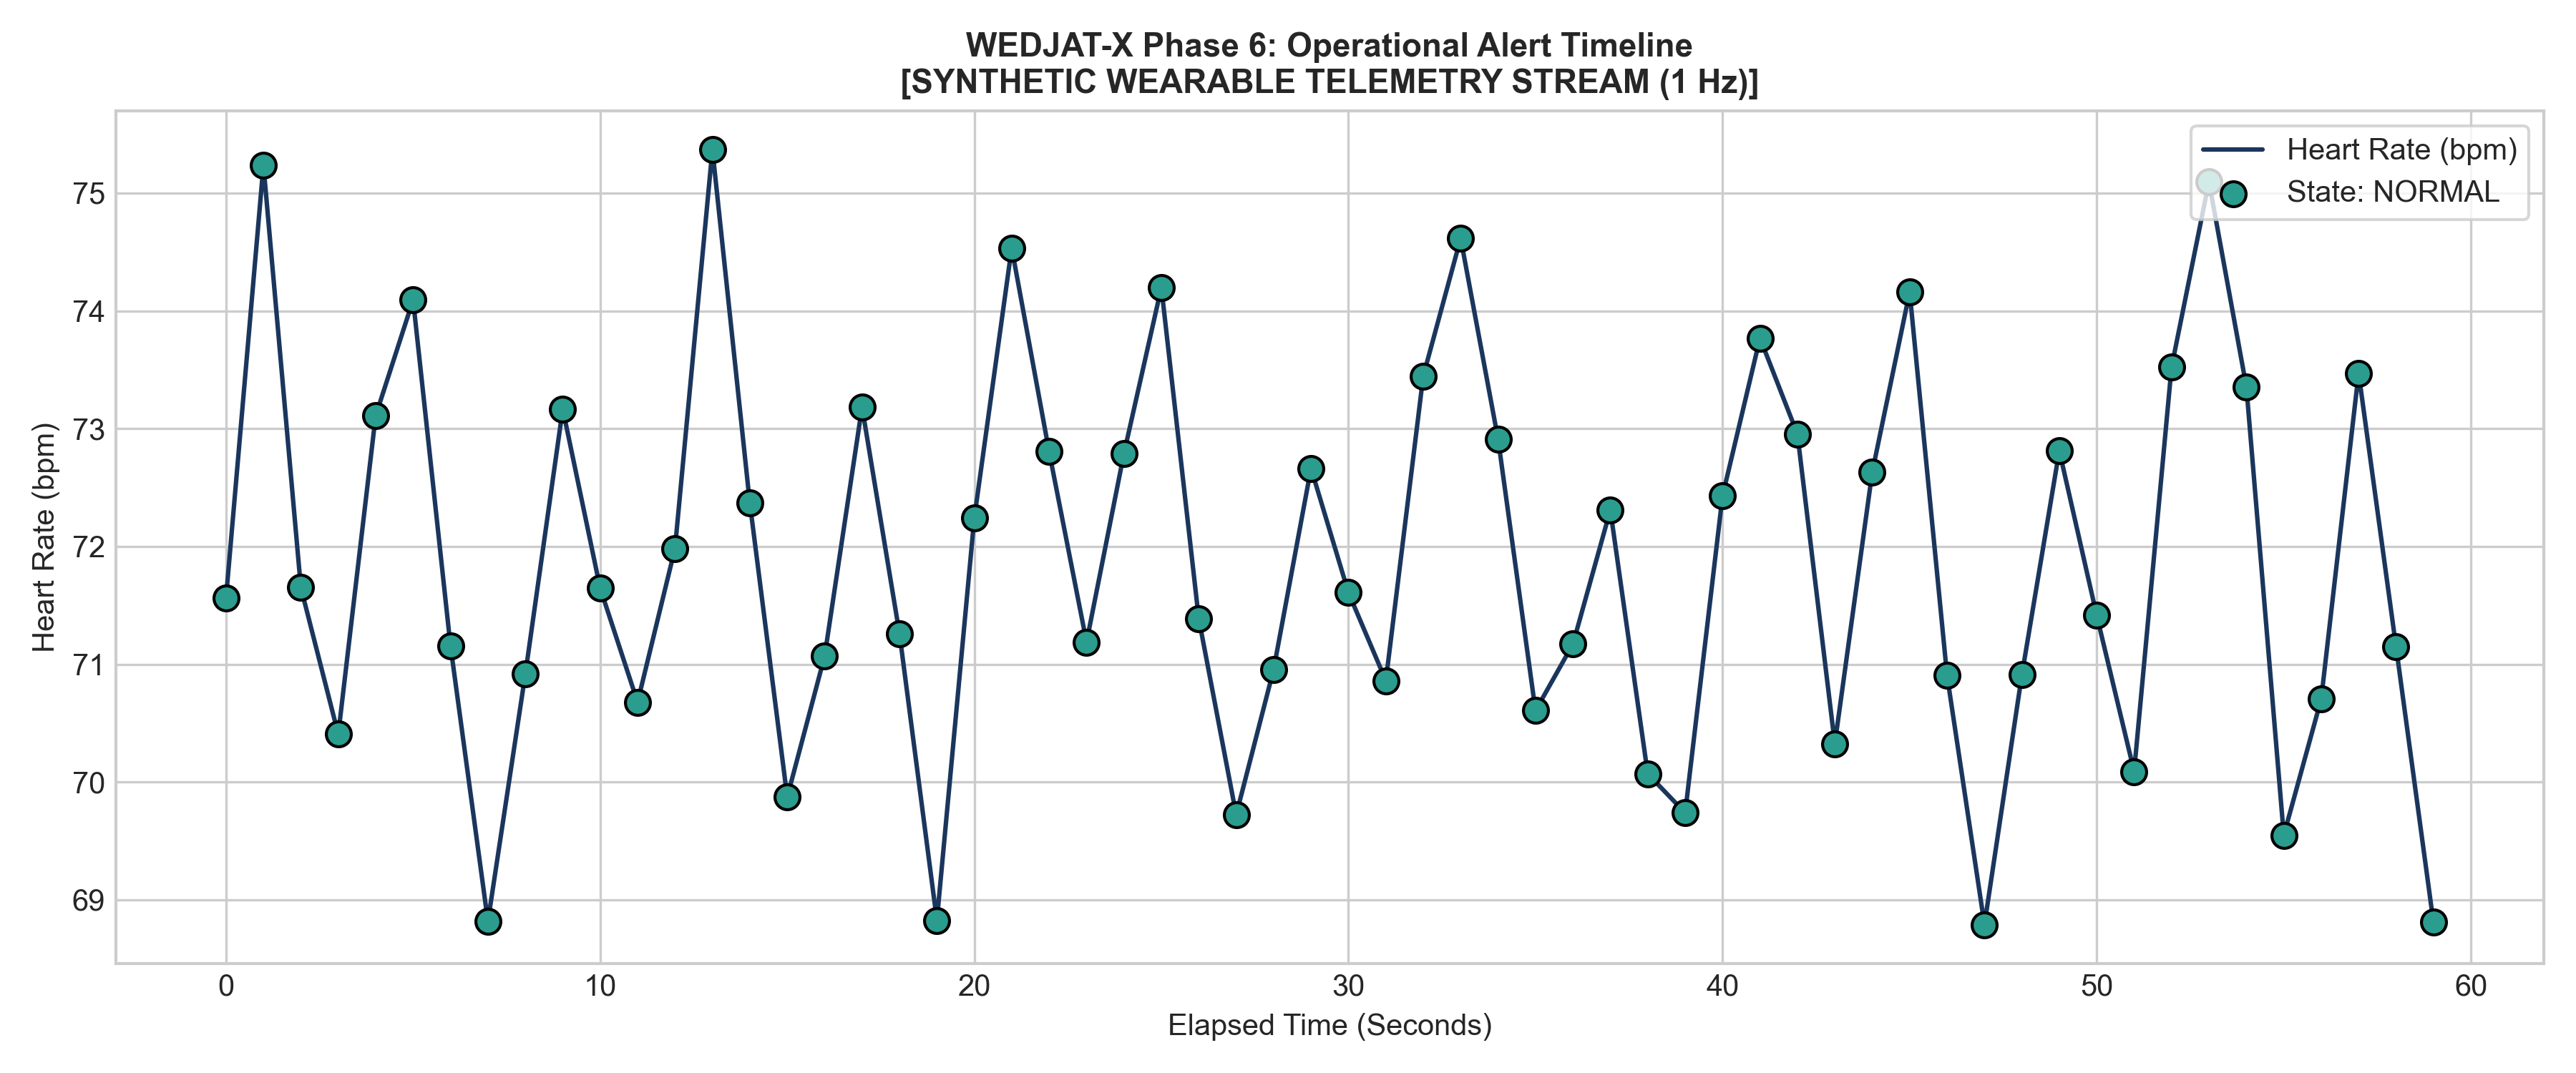 WEDJAT-X Phase 6: Operational Alert Timeline
[SYNTHETIC WEARABLE TELEMETRY STREAM (1 Hz)]
Heart Rate (bpm)
State: NORMAL
Heart Rate (bpm)
75
74
73
72
71
70
69
0 10 20 30 40 50 60
Elapsed Time (Seconds)